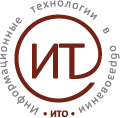 Информационные технологии в образовании
ИТ
• ИТО •